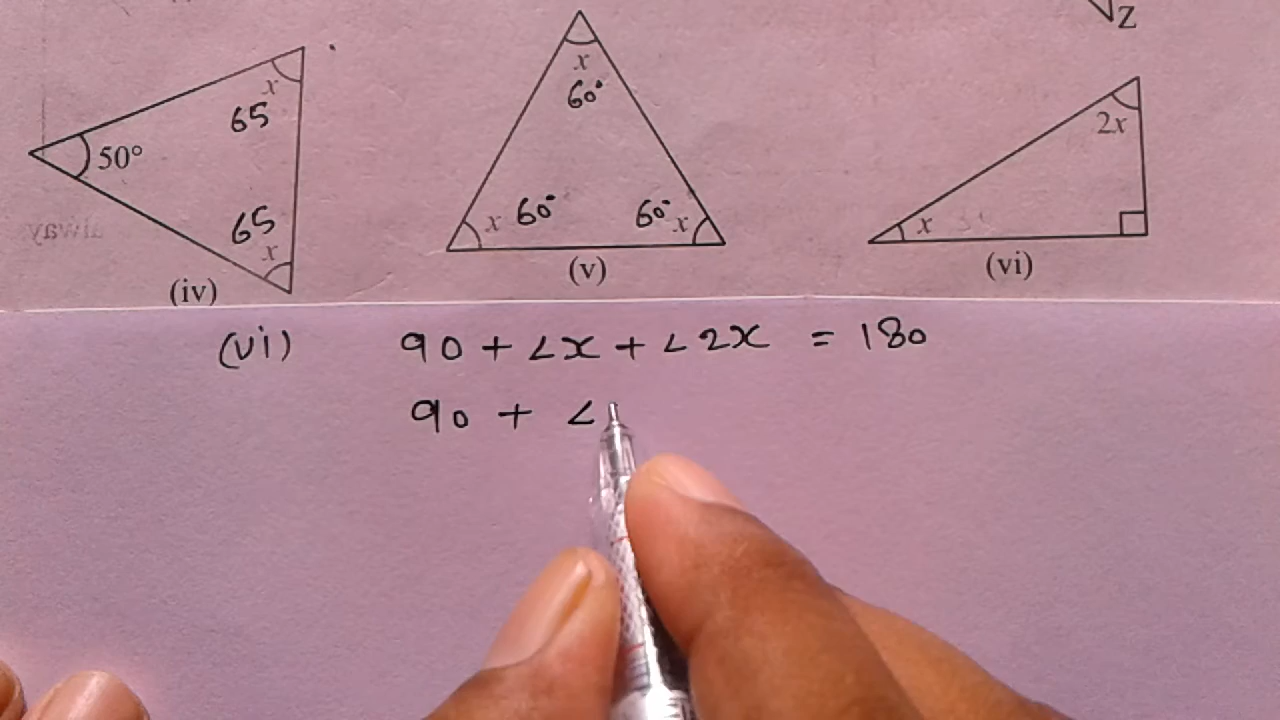 Z
x
65
50°
65
x
(iv)
x
60°
x 60°
60° x
(v)
2x
x
(vi)
(vi) 90 + ∠x + ∠2x = 180
90 + ∠